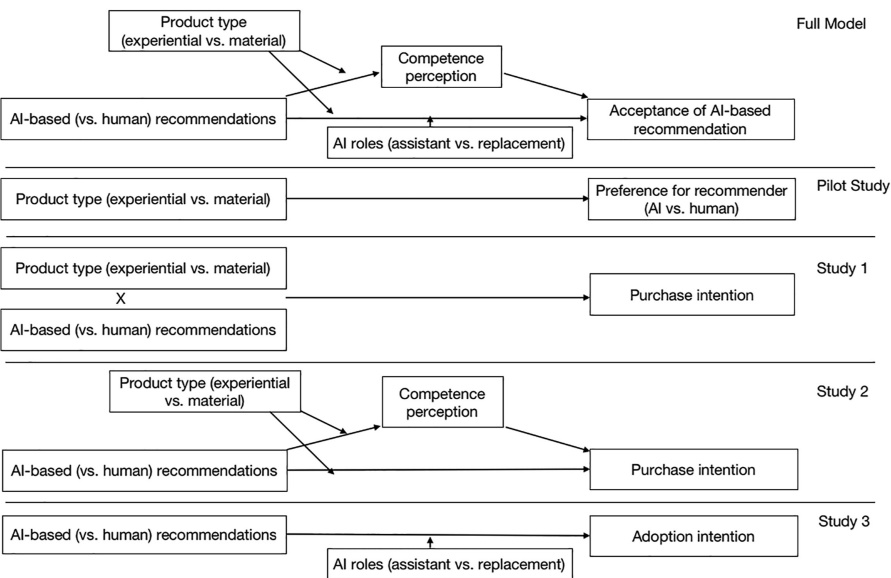 Product type
(experiential vs. material)
Full Model
Competence
perception
AI-based (vs. human) recommendations
Acceptance of AI-based
recommendation
AI roles (assistant vs. replacement)
Pilot Study
Product type (experiential vs. material)
Preference for recommender
(AI vs. human)
Product type (experiential vs. material)
Study 1
X
Purchase intention
AI-based (vs. human) recommendations
Product type (experiential
vs. material)
Study 2
Competence
perception
AI-based (vs. human) recommendations
Purchase intention
Study 3
AI-based (vs. human) recommendations
Adoption intention
AI roles (assistant vs. replacement)